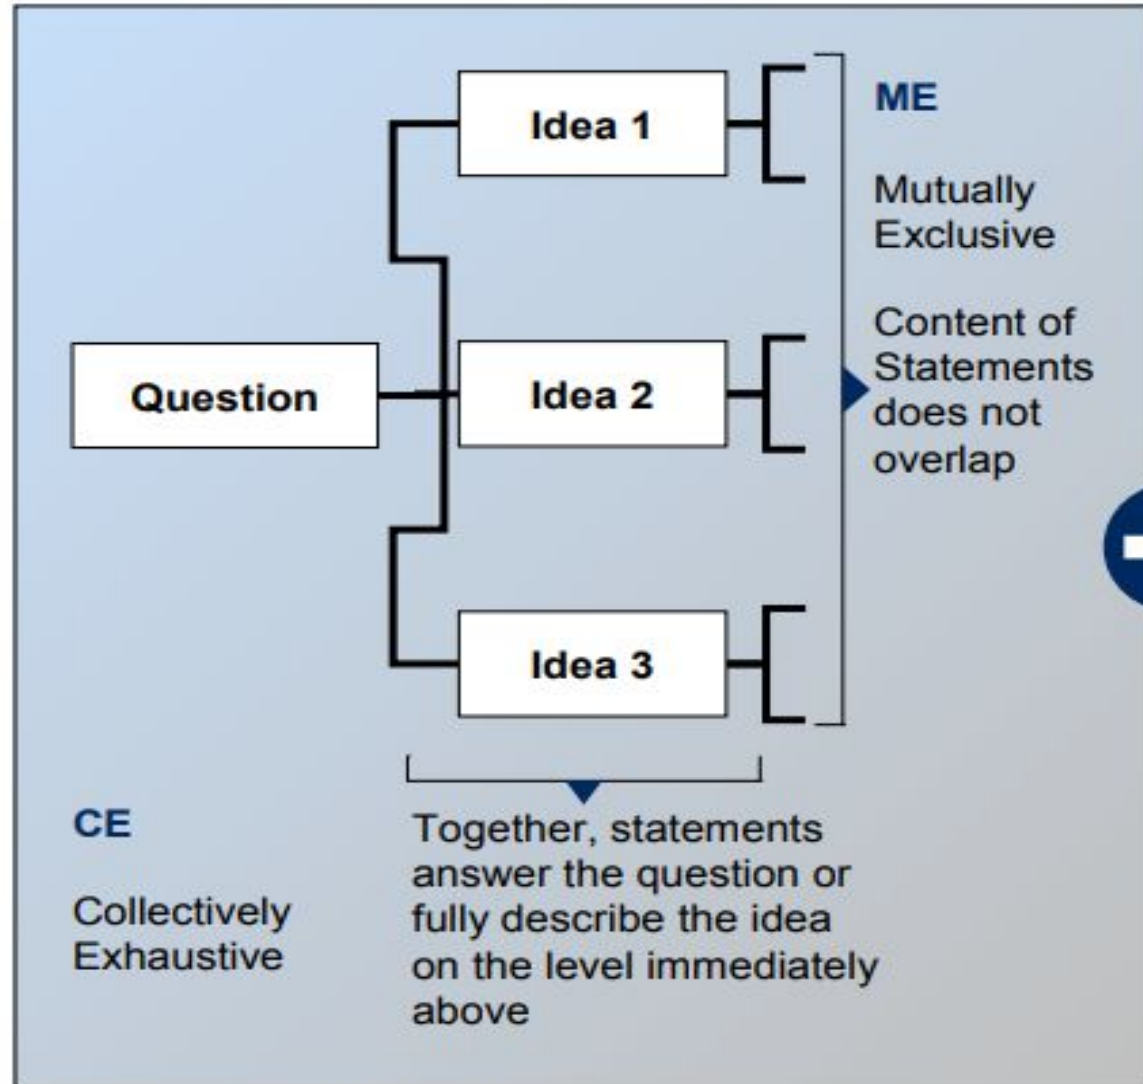 Idea 1
ME
Mutually
Exclusive
Question
Idea 2
Content of
Statements
does not
overlap
Idea 3
CE
Collectively
Exhaustive
Together, statements
answer the question or
fully describe the idea
on the level immediately
above